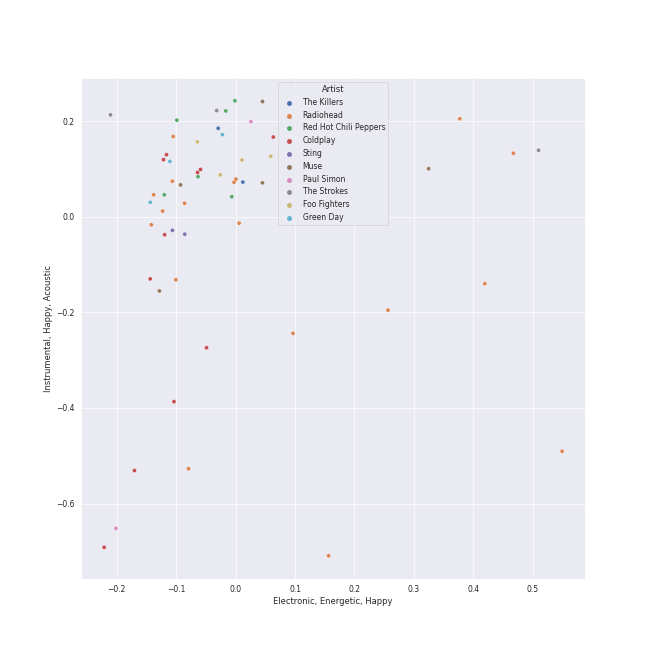 Artist
The Killers
Radiohead
Red Hot Chili Peppers
Coldplay
Sting
Muse
Paul Simon
The Strokes
Foo Fighters
Green Day
Instrumental, Happy, Acoustic
0.2
0.0
−0.2
−0.4
−0.6
−0.2 −0.1 0.0 0.1 0.2 0.3 0.4 0.5
Electronic, Energetic, Happy